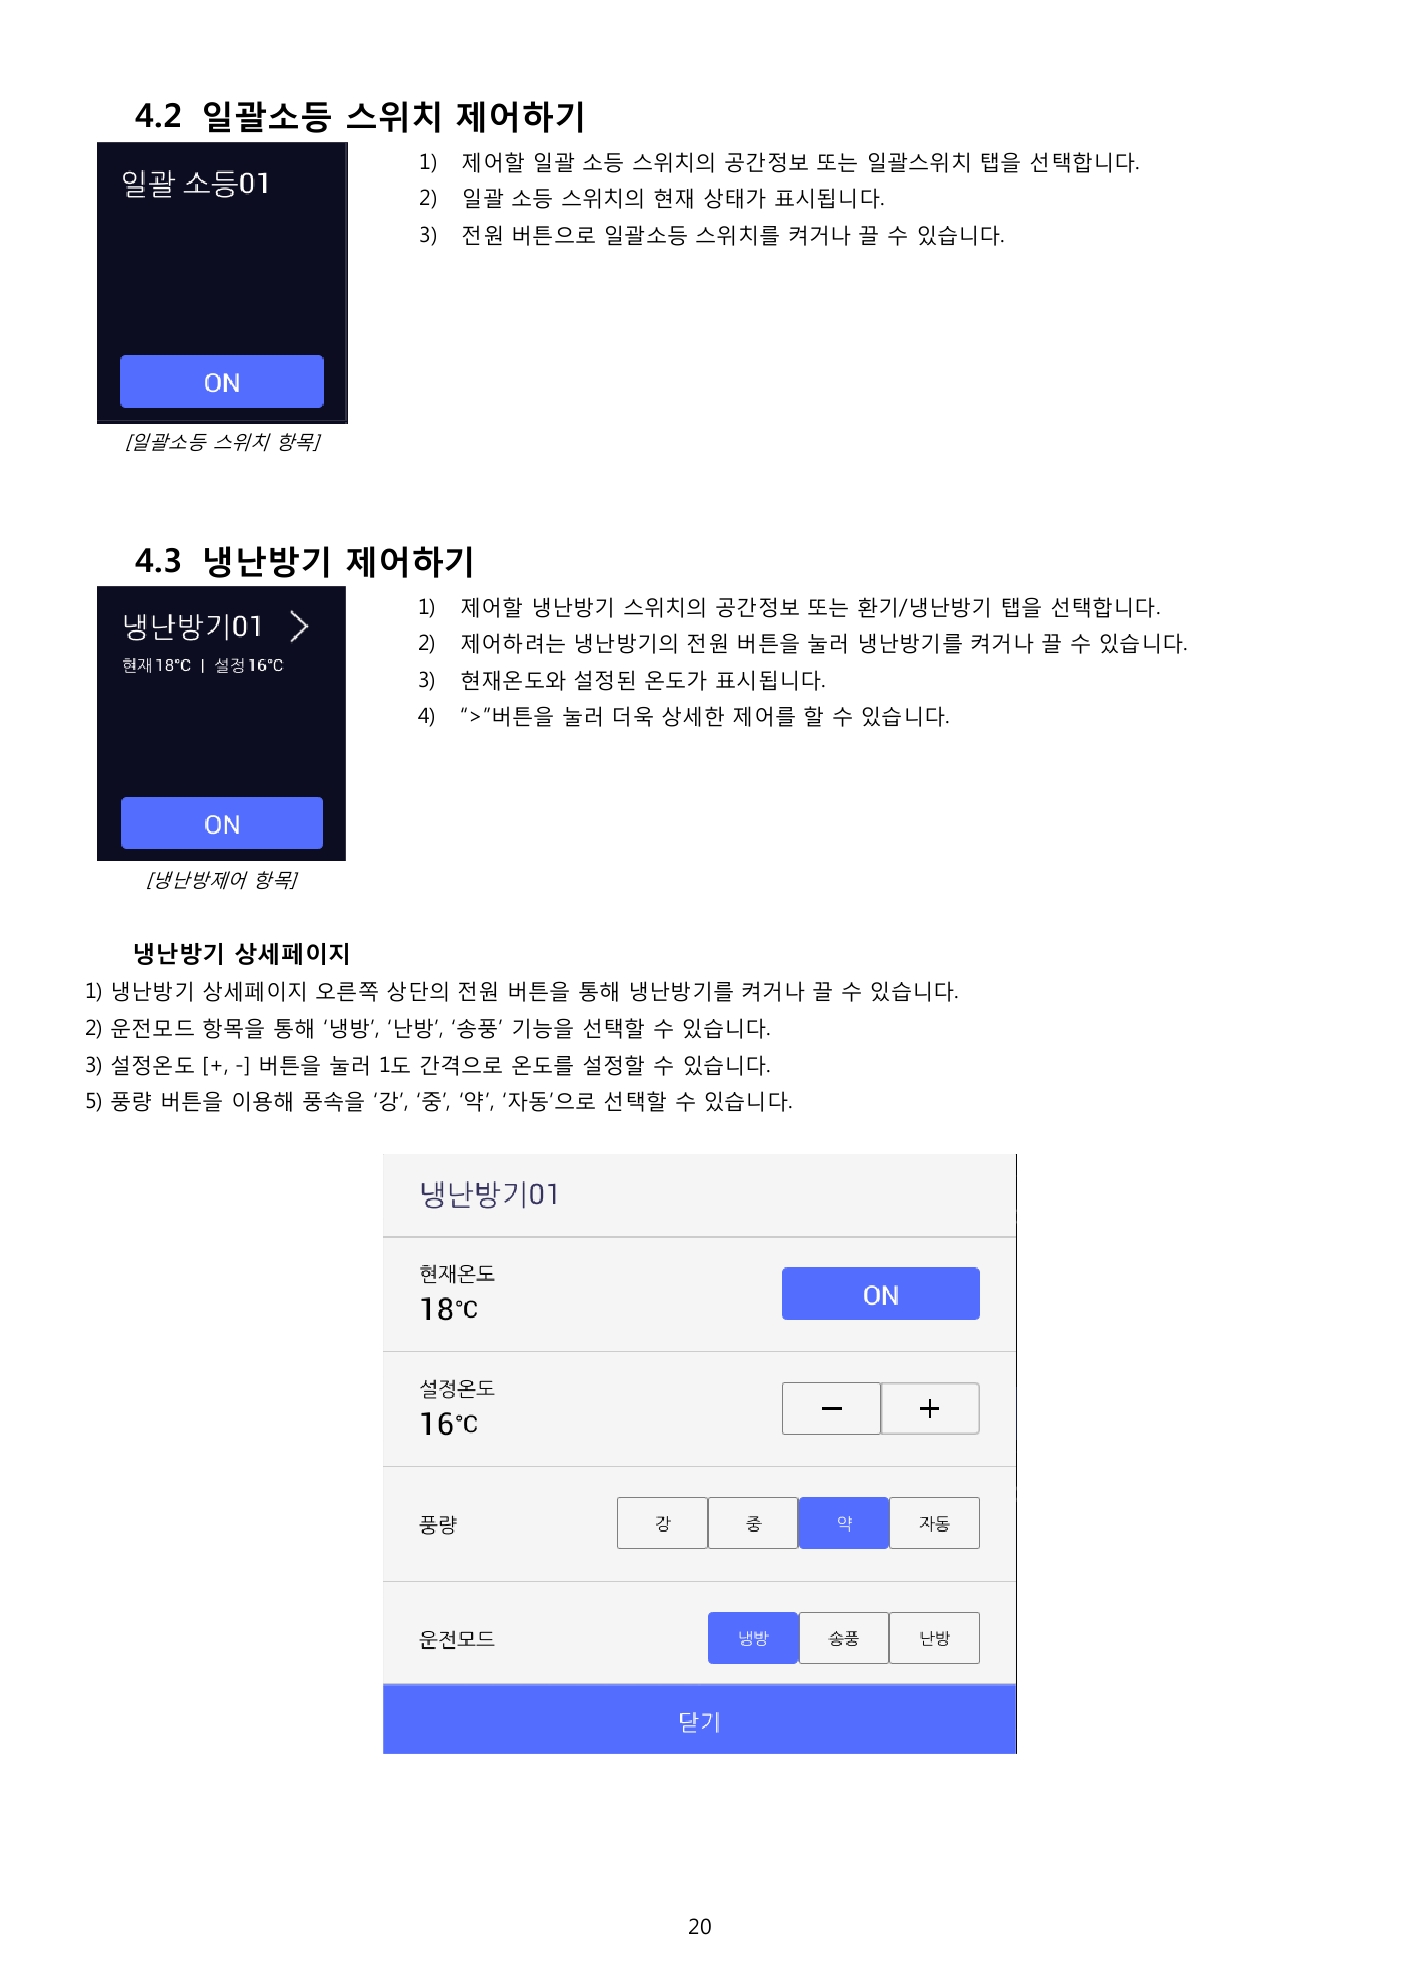 4.2 일괄소등 스위치 제어하기
일괄 소등01
ON
[일괄소등 스위치 항목]
1) 제어할 일괄 소등 스위치의 공간정보 또는 일괄스위치 탭을 선택합니다.
2) 일괄 소등 스위치의 현재 상태가 표시됩니다.
3) 전원 버튼으로 일괄소등 스위치를 켜거나 끌 수 있습니다.
4.3 냉난방기 제어하기
냉난방기01 >
현재 18°C | 설정 16°C
ON
[냉난방제어 항목]
1) 제어할 냉난방기 스위치의 공간정보 또는 환기/냉난방기 탭을 선택합니다.
2) 제어하려는 냉난방기의 전원 버튼을 눌러 냉난방기를 켜거나 끌 수 있습니다.
3) 현재온도와 설정된 온도가 표시됩니다.
4) “>”버튼을 눌러 더욱 상세한 제어를 할 수 있습니다.
냉난방기 상세페이지
1) 냉난방기 상세페이지 오른쪽 상단의 전원 버튼을 통해 냉난방기를 켜거나 끌 수 있습니다.
2) 운전모드 항목을 통해 ‘냉방’, ‘난방’, ‘송풍’ 기능을 선택할 수 있습니다.
3) 설정온도 [+, -] 버튼을 눌러 1도 간격으로 온도를 설정할 수 있습니다.
5) 풍량 버튼을 이용해 풍속을 ‘강’, ‘중’, ‘약’, ‘자동’으로 선택할 수 있습니다.
냉난방기01
현재온도
18°C ON
설정온도
16°C − +
풍량 강 중 약 자동
운전모드 냉방 송풍 난방
닫기
20